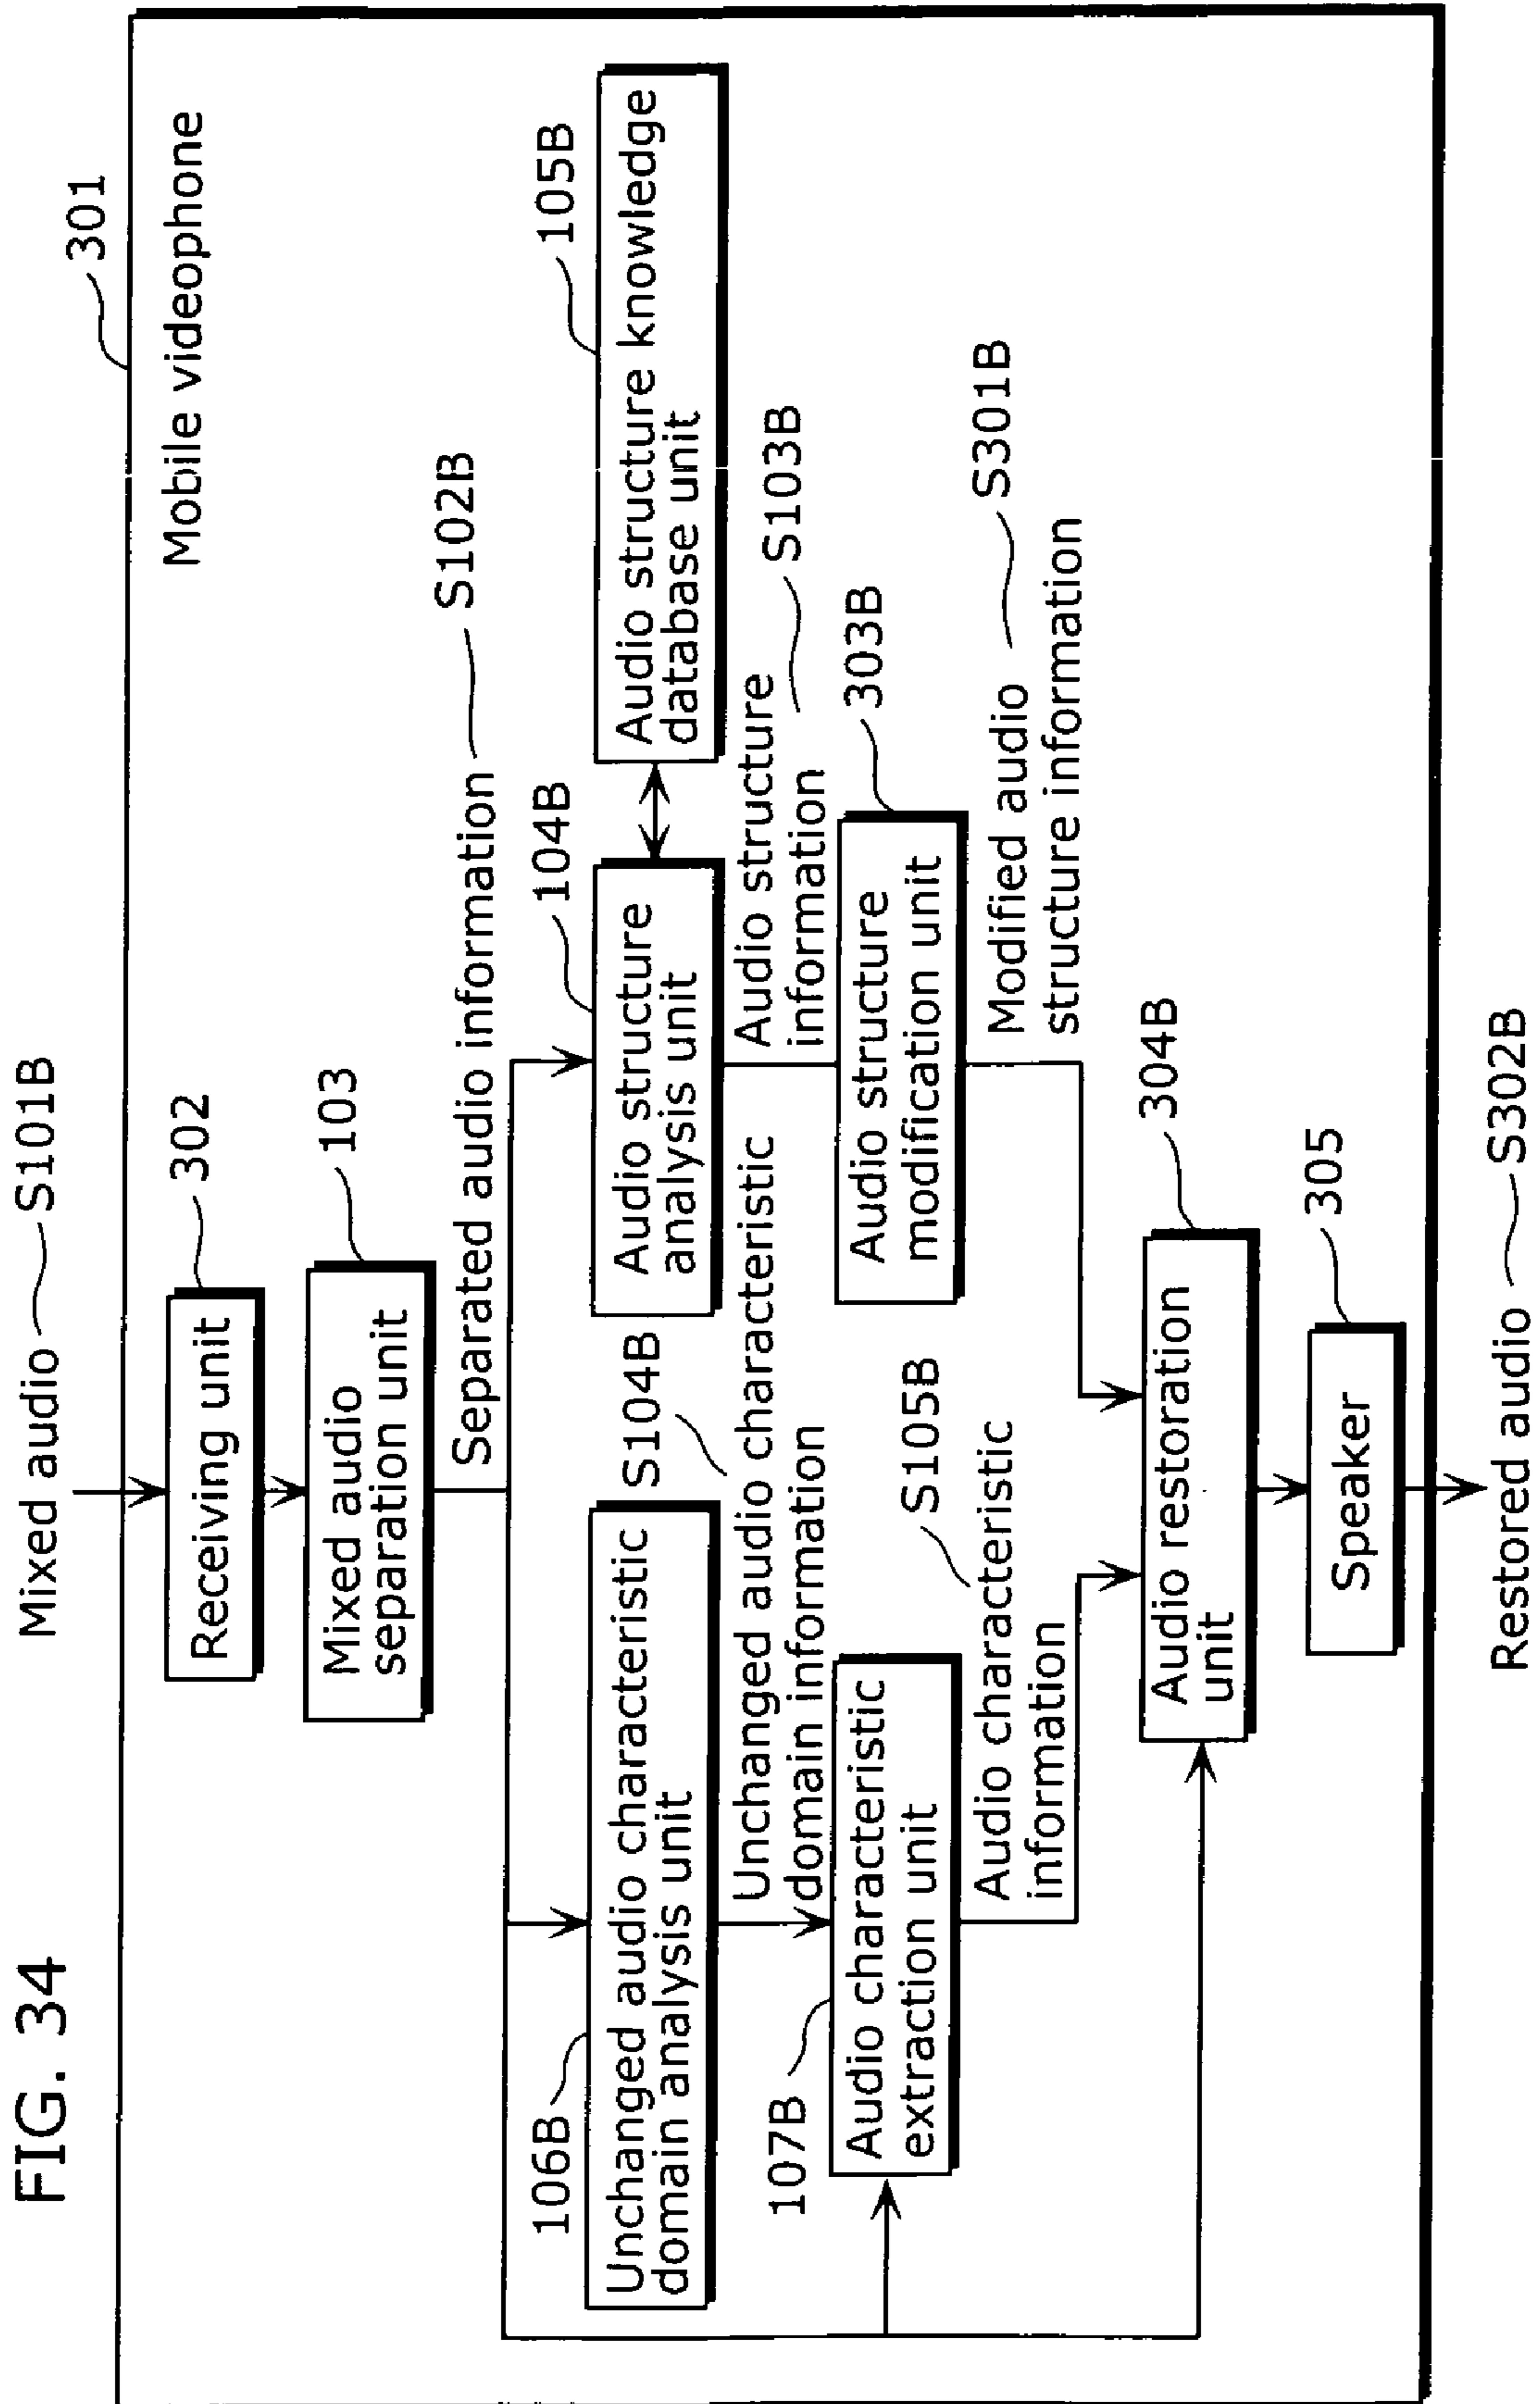 FIG. 34
Mixed audio
S101B
301
Mobile videophone
Receiving unit
302
Mixed audio
separation unit
103
Separated audio information
S102B
106B
Unchanged audio characteristic
domain analysis unit
S104B
Audio structure
analysis unit
104B
Audio structure knowledge
database unit
105B
Unchanged audio characteristic
domain information
Audio structure
information
S103B
107B
Audio characteristic
extraction unit
S105B
Audio structure
modification unit
303B
Audio characteristic
information
Modified audio
structure information
S301B
Audio restoration
unit
304B
Speaker
305
Restored audio
S302B